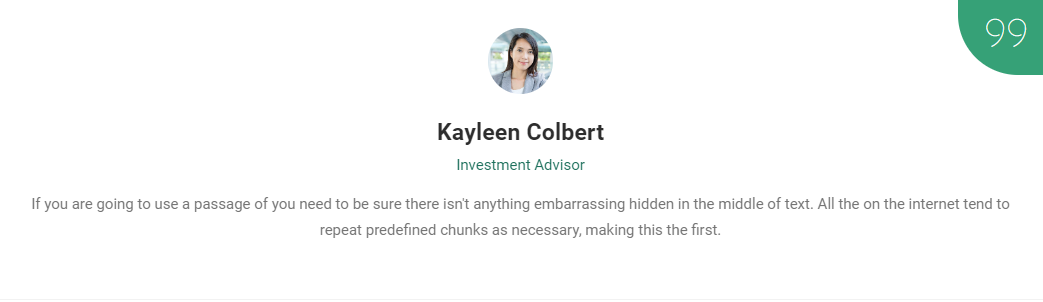 99
Kayleen Colbert
Investment Advisor
If you are going to use a passage of you need to be sure there isn't anything embarrassing hidden in the middle of text. All the on the internet tend to
repeat predefined chunks as necessary, making this the first.